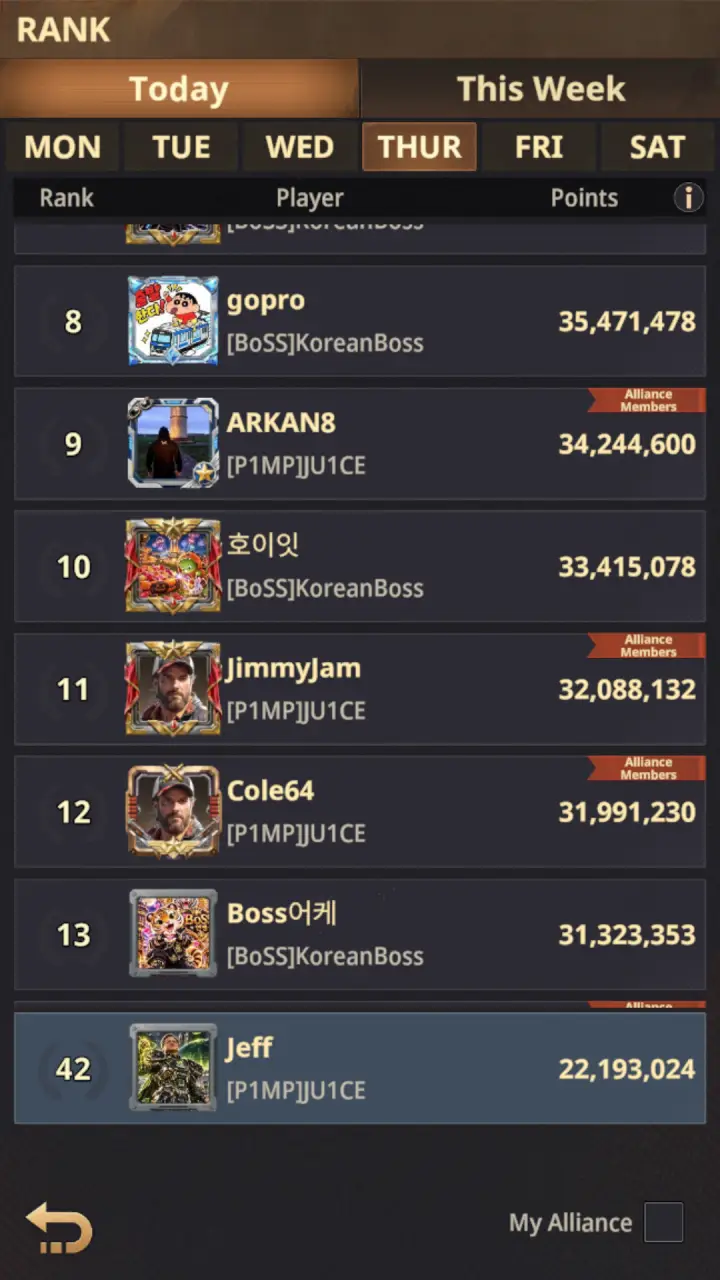 RANK
Today
This Week
MON
TUE
WED
THUR
FRI
SAT
Rank
Player
Points
[BoSS]KoreanBoss
8
gopro
[BoSS]KoreanBoss
35,471,478
Alliance
Members
9
ARKAN8
[P1MP]JU1CE
34,244,600
10
호이잇
[BoSS]KoreanBoss
33,415,078
Alliance
Members
11
JimmyJam
[P1MP]JU1CE
32,088,132
Alliance
Members
12
Cole64
[P1MP]JU1CE
31,991,230
13
Boss어케
[BoSS]KoreanBoss
31,323,353
Alliance
42
Jeff
[P1MP]JU1CE
22,193,024
My Alliance